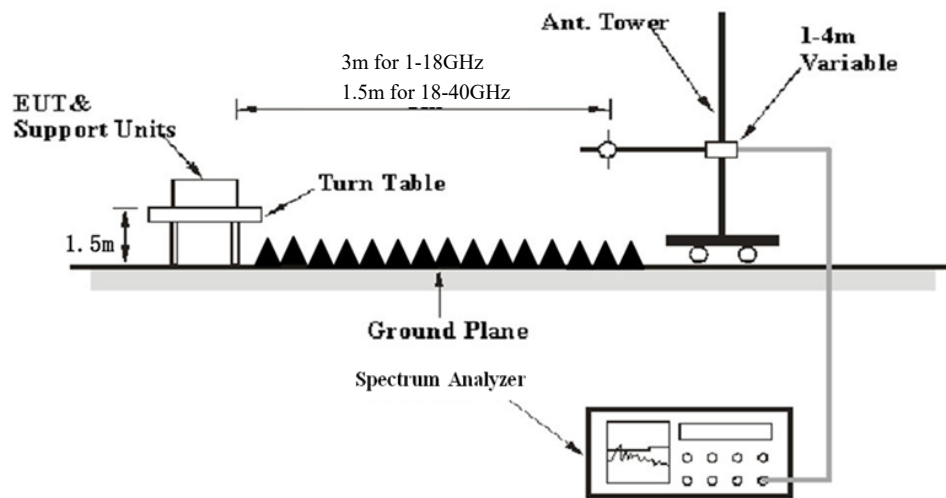 Ant. Tower
1-4m
Variable
3m for 1-18GHz
1.5m for 18-40GHz
EUT&
Support Units
Turn Table
1.5m
Ground Plane
Spectrum Analyzer